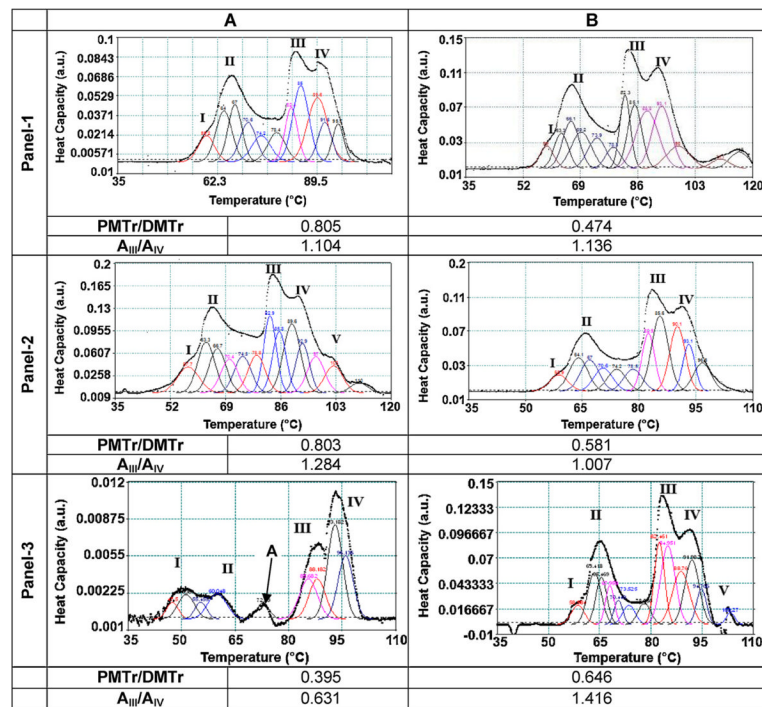 A B
Panel-1
Heat Capacity (a.u.)
0.1
0.0843
0.0686
0.0529
0.0371
0.0214
0.00571
0.01
I II III IV
35 62.3 89.5
Temperature (°C)
Heat Capacity (a.u.)
0.15
0.11
0.07
0.03
0.01
I II III IV
35 52 69 86 103 120
Temperature (°C)
PMTr/DMTr 0.805 0.474
AIII/AIV 1.104 1.136
Panel-2
Heat Capacity (a.u.)
0.2
0.165
0.13
0.0955
0.0607
0.0258
0.009
I II III IV V
35 52 69 86 103 120
Temperature (°C)
Heat Capacity (a.u.)
0.2
0.11
0.07
0.03
0.01
I II III IV
35 65 95
Temperature (°C)
PMTr/DMTr 0.803 0.581
AIII/AIV 1.284 1.007
Panel-3
Heat Capacity (a.u.)
0.012
0.00875
0.0055
0.00225
0.001
I II A III IV
35 50 65 80 95 110
Temperature (°C)
Heat Capacity (a.u.)
0.15
0.12333
0.096667
0.07
0.043333
0.016667
-0.01
I II III IV V
35 50 65 80 95 110
Temperature (°C)
PMTr/DMTr 0.395 0.646
AIII/AIV 0.631 1.416